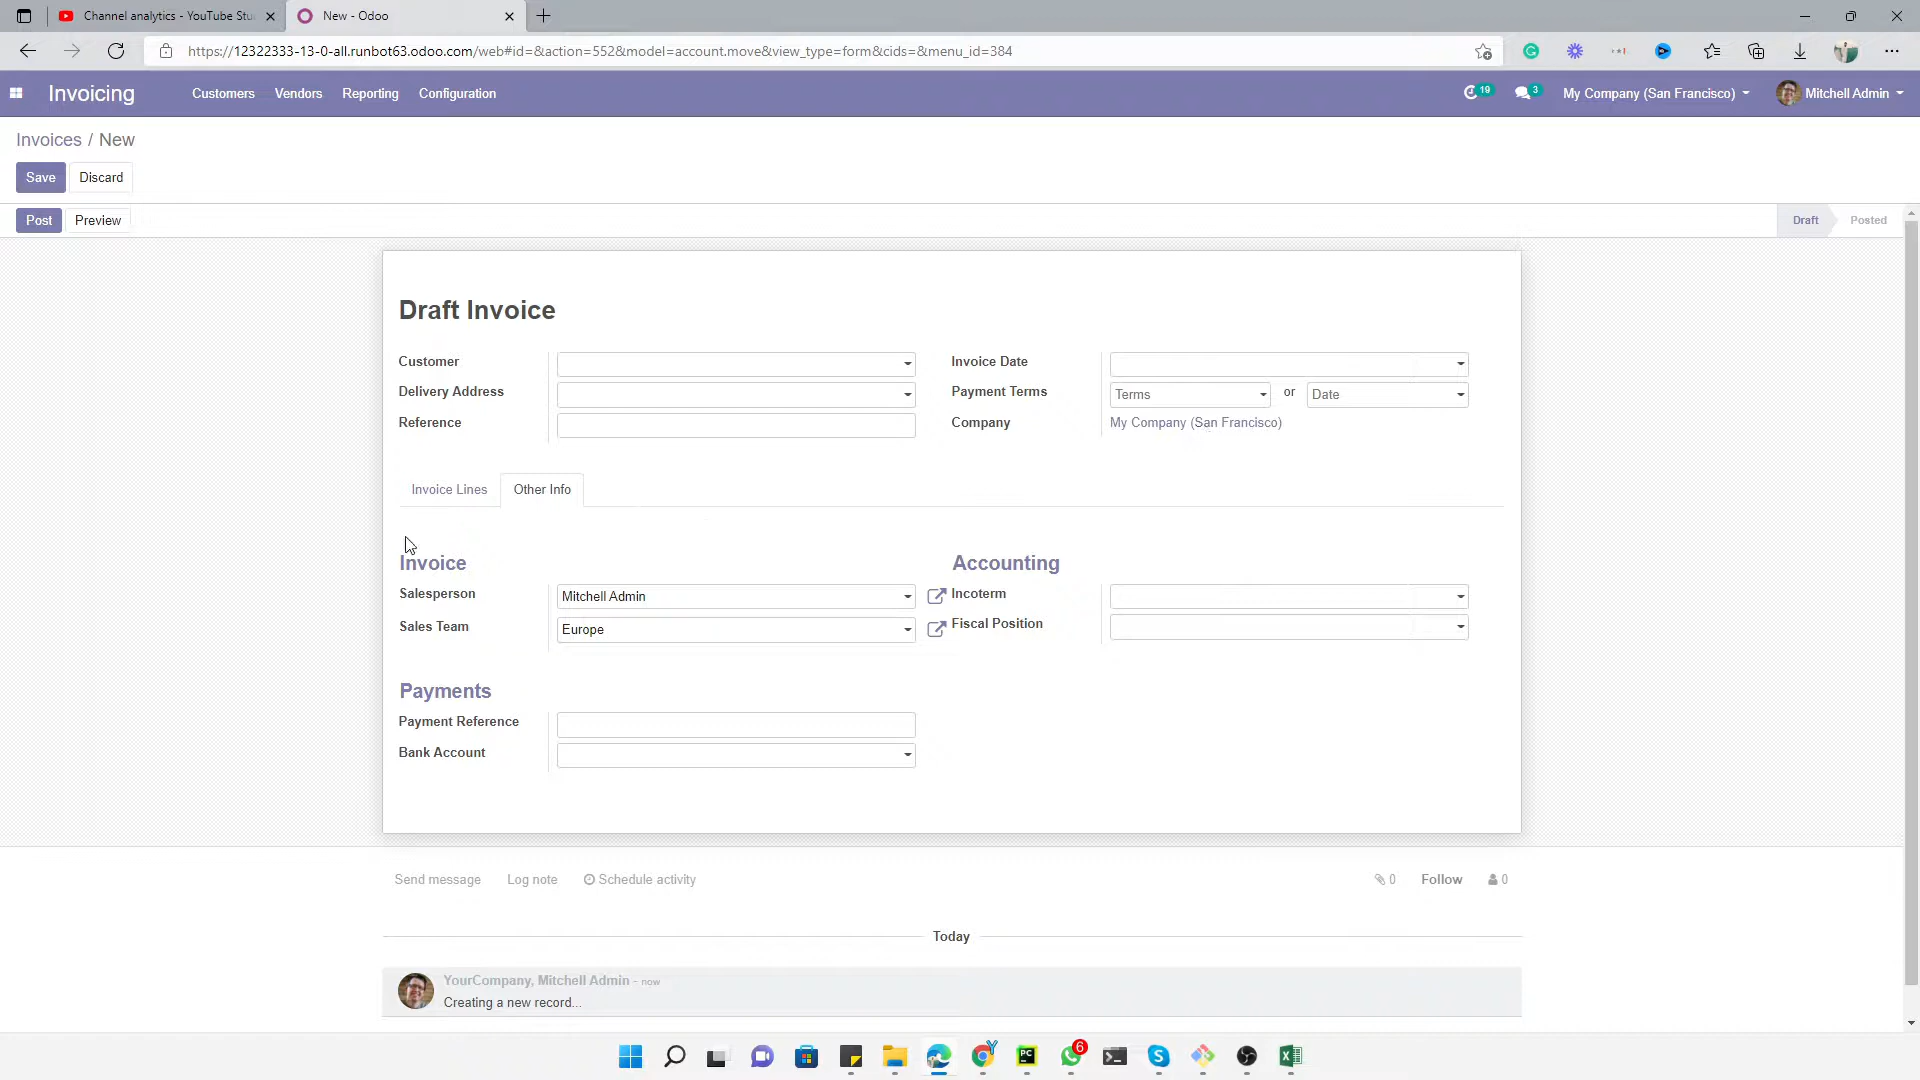 Channel analytics - YouTube Stu
New - Odoo
https://12322333-13-0-all.runbot63.odoo.com/web#id=&action=552&model=account.move&view_type=form&cids=&menu_id=384
Invoicing
Customers Vendors Reporting Configuration
19 3 My Company (San Francisco) Mitchell Admin
Invoices / New
Save Discard
Post Preview Draft Posted
Draft Invoice
Customer
Delivery Address
Reference
Invoice Date
Payment Terms Terms or Date
Company My Company (San Francisco)
Invoice Lines Other Info
Invoice
Salesperson Mitchell Admin
Sales Team Europe
Accounting
Incoterm
Fiscal Position
Payments
Payment Reference
Bank Account
Send message Log note Schedule activity 0 Follow 0
Today
YourCompany, Mitchell Admin - now
Creating a new record...
6